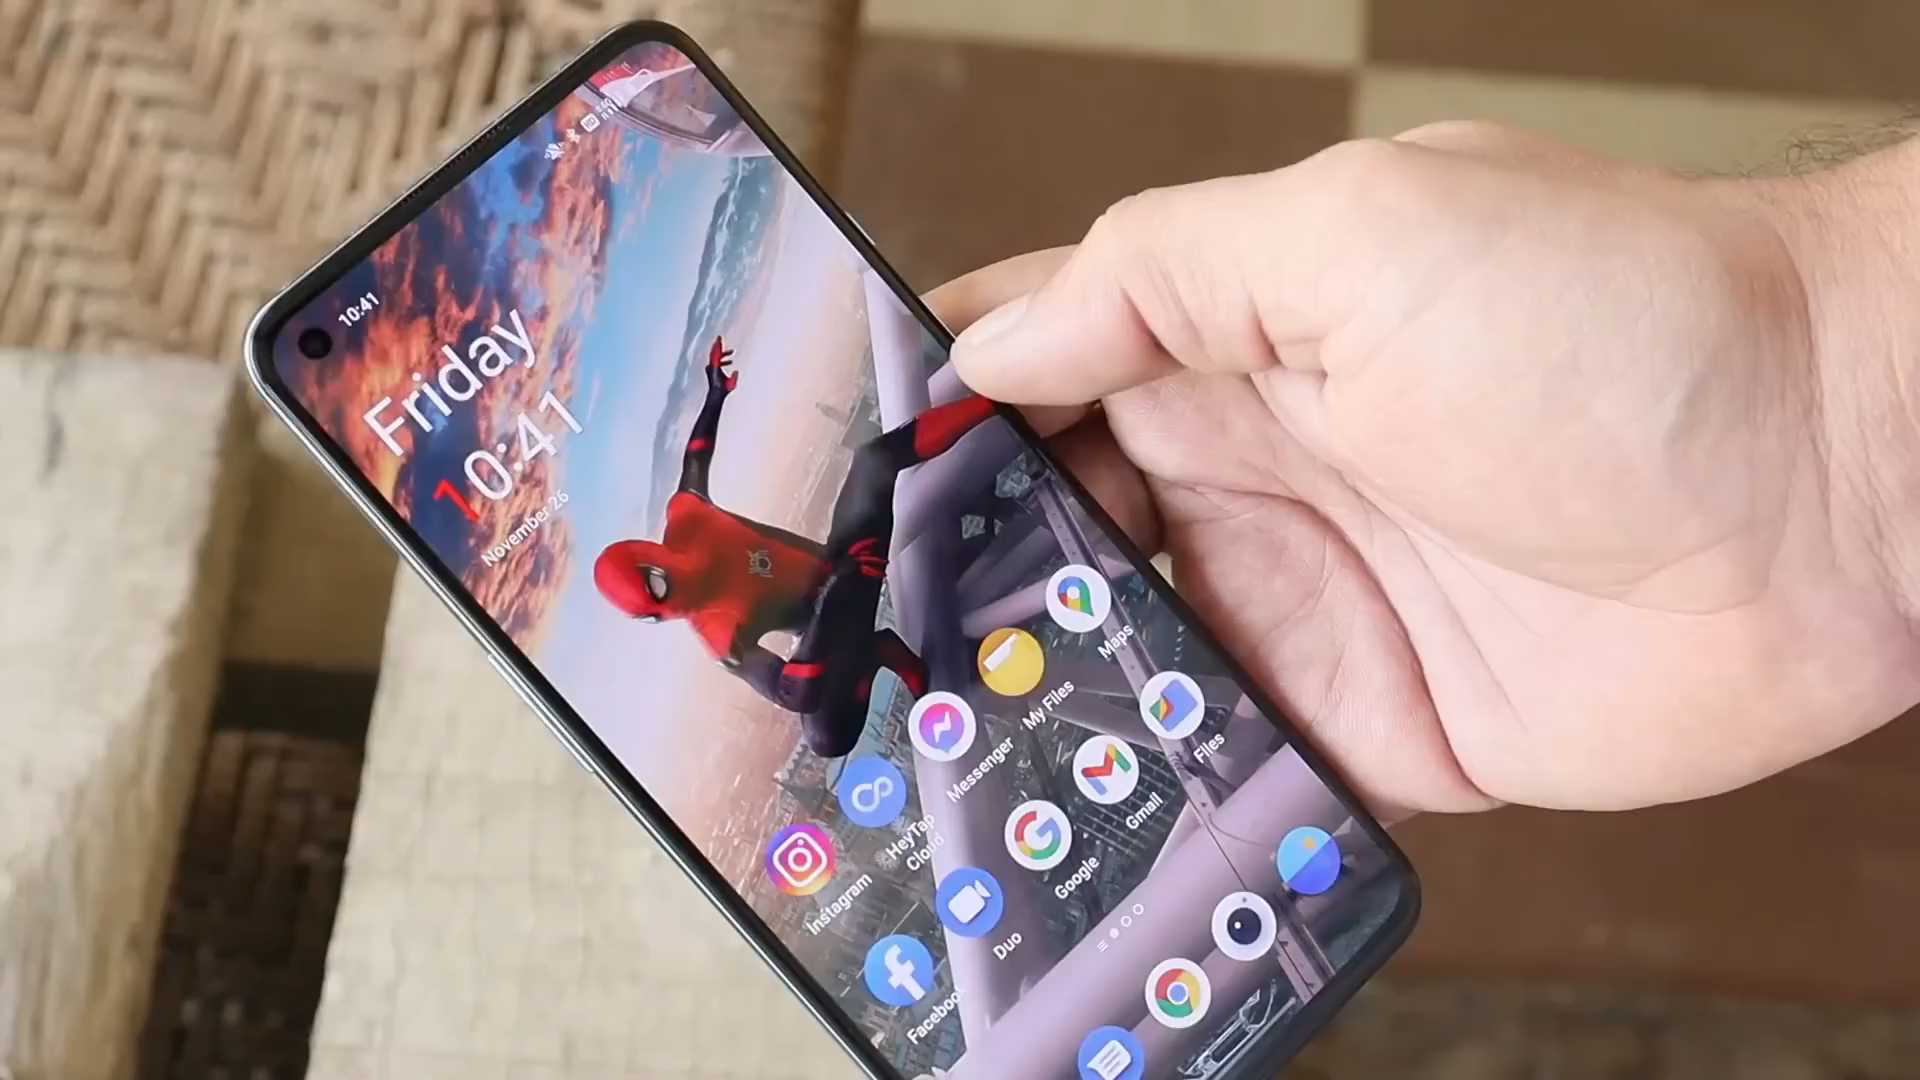 10:41
Friday
10:41
November 26
Maps
My Files
Messenger
HeyTap
Cloud
Instagram
Files
Gmail
Google
Duo
Facebook